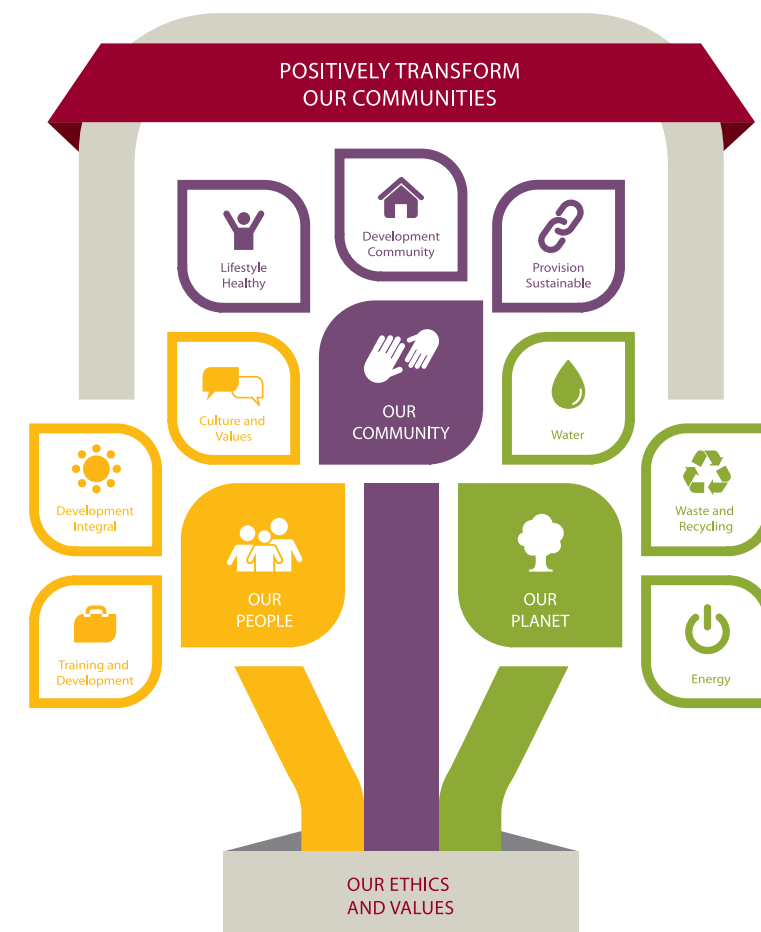 POSITIVELY TRANSFORM
OUR COMMUNITIES
Lifestyle
Healthy
Development
Community
Provision
Sustainable
Culture and
Values
OUR
COMMUNITY
Water
Development
Integral
Waste and
Recycling
OUR
PEOPLE
OUR
PLANET
Training and
Development
Energy
OUR ETHICS
AND VALUES